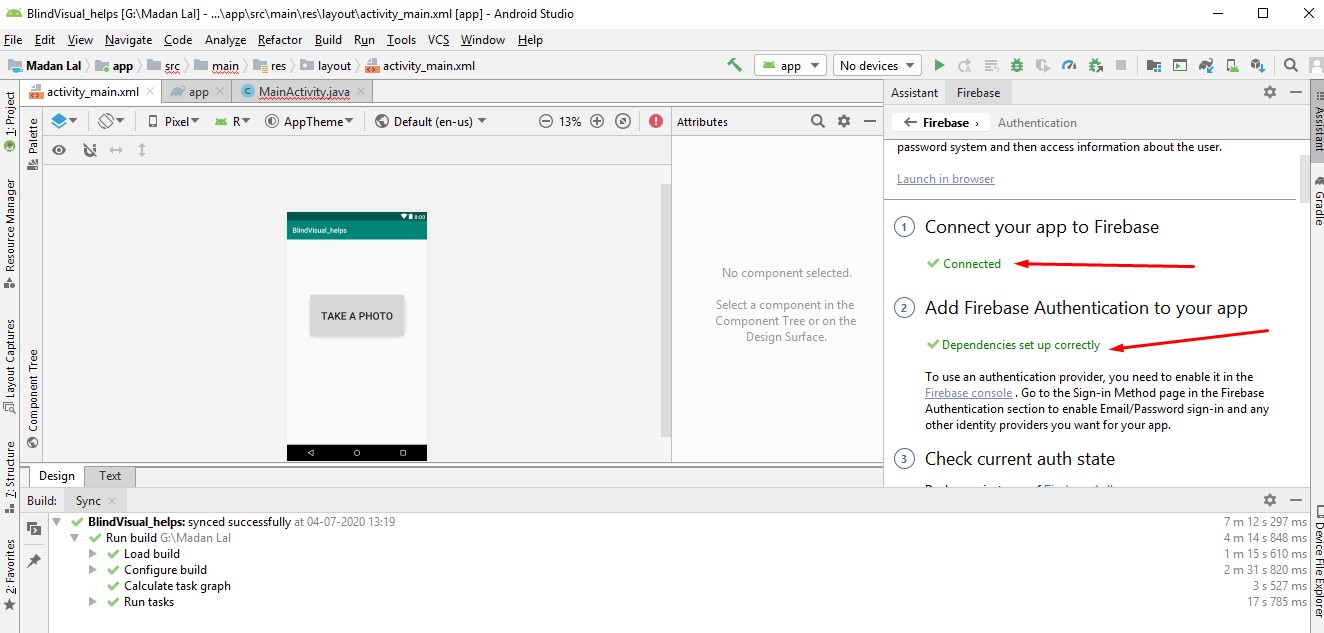 BlindVisual_helps [G:\Madan Lal] - ...\app\src\main\res\layout\activity_main.xml [app] - Android Studio
File Edit View Navigate Code Analyze Refactor Build Run Tools VCS Window Help
Madan Lal app src main res layout activity_main.xml app No devices
activity_main.xml app MainActivity.java
Assistant Firebase
Pixel R AppTheme Default (en-us) 13% Attributes
Firebase › Authentication
1: Project
Resource Manager
Layout Captures
Z: Structure
2: Favorites
Palette
Component Tree
8:00
BlindVisual_helps
TAKE A PHOTO
No component selected.
Select a component in the
Component Tree or on the
Design Surface.
password system and then access information about the user.
Launch in browser
1 Connect your app to Firebase
Connected
2 Add Firebase Authentication to your app
Dependencies set up correctly
To use an authentication provider, you need to enable it in the
Firebase console . Go to the Sign-in Method page in the Firebase
Authentication section to enable Email/Password sign-in and any
other identity providers you want for your app.
3 Check current auth state
Assistant
Gradle
Device File Explorer
Design Text
Build: Sync
BlindVisual_helps: synced successfully at 04-07-2020 13:19 7 m 12 s 297 ms
Run build G:\Madan Lal 4 m 14 s 848 ms
Load build 1 m 15 s 610 ms
Configure build 2 m 31 s 820 ms
Calculate task graph 3 s 527 ms
Run tasks 17 s 785 ms